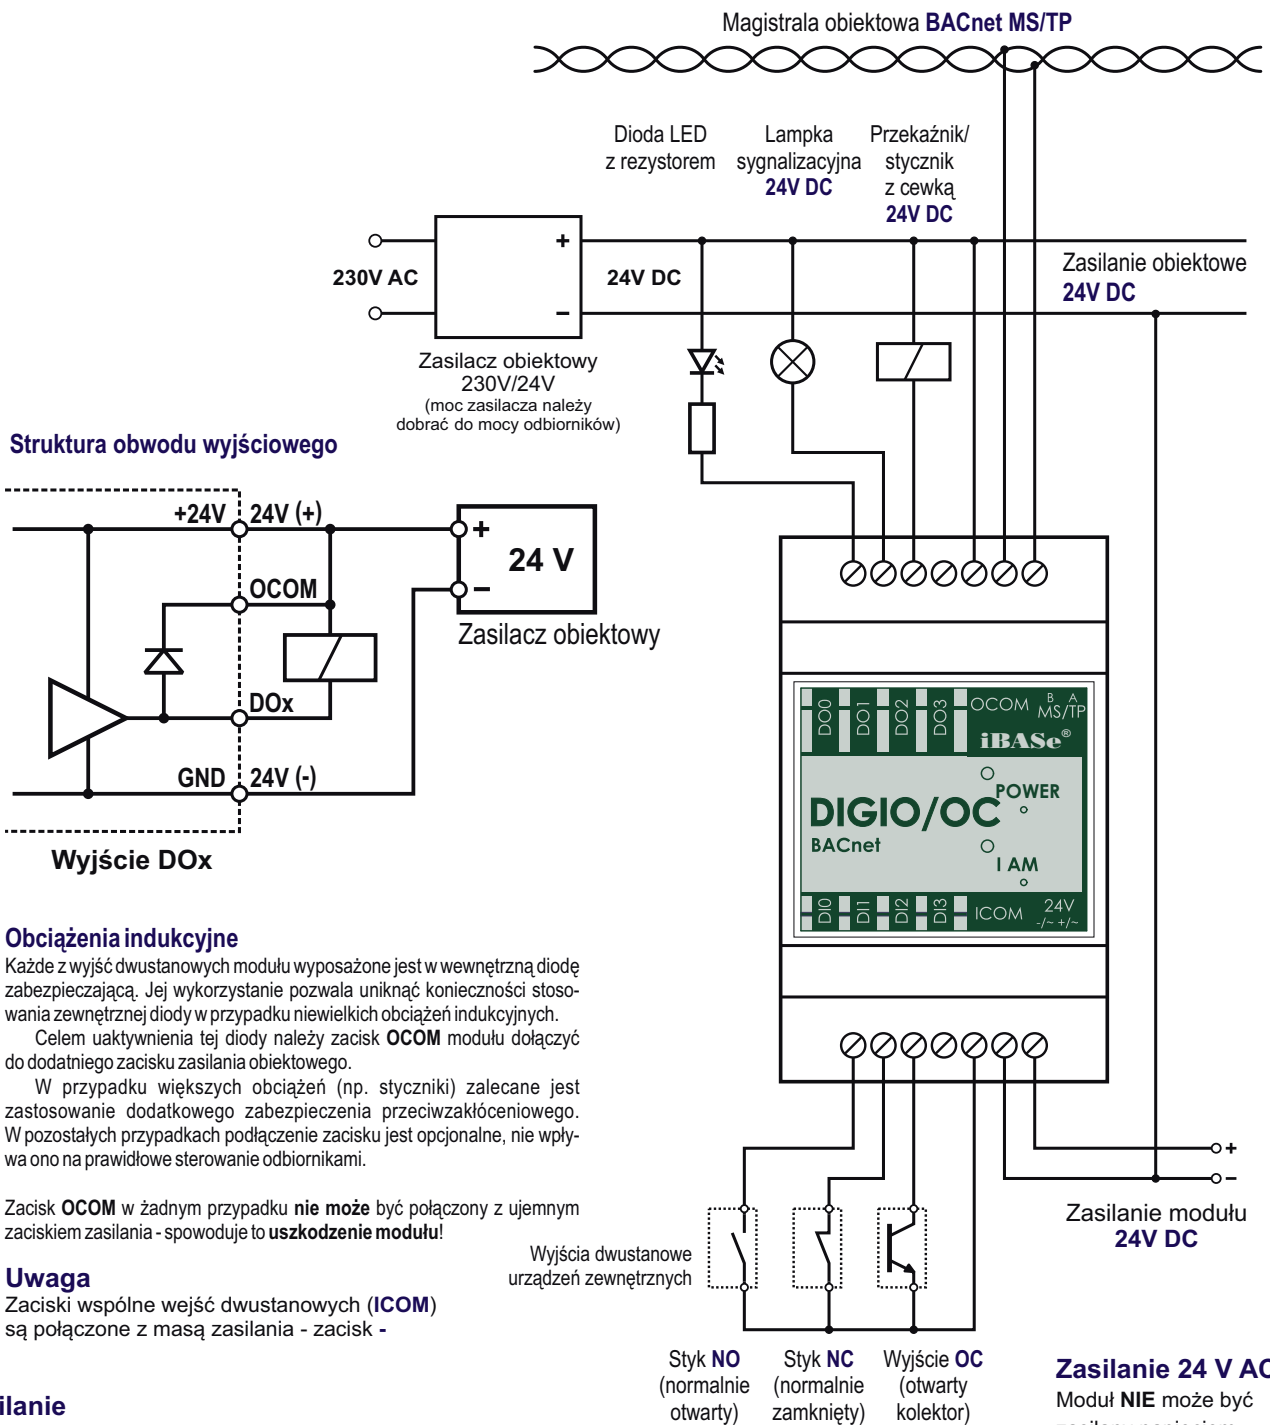 Magistrala obiektowa BACnet MS/TP
Dioda LED
z rezystorem
Lampka
sygnalizacyjna
24V DC
Przekaźnik/
stycznik
z cewką
24V DC
230V AC
+
−
24V DC
Zasilanie obiektowe
24V DC
Zasilacz obiektowy
230V/24V
(moc zasilacza należy
dobrać do mocy odbiorników)
Struktura obwodu wyjściowego
+24V
24V (+)
OCOM
DOx
GND
24V (-)
+
24 V
−
Zasilacz obiektowy
Wyjście DOx
DO0
DO1
DO2
DO3
OCOM
B A
MS/TP
iBASe®
POWER
DIGIO/OC
BACnet
I AM
DI0
DI1
DI2
DI3
ICOM
24V
-/~ +/~
Obciążenia indukcyjne
Każde z wyjść dwustanowych modułu wyposażone jest w wewnętrzną diodę
zabezpieczającą. Jej wykorzystanie pozwala uniknąć konieczności stoso-
wania zewnętrznej diody w przypadku niewielkich obciążeń indukcyjnych.
Celem uaktywnienia tej diody należy zacisk OCOM modułu dołączyć
do dodatniego zacisku zasilania obiektowego.
W przypadku większych obciążeń (np. styczniki) zalecane jest
zastosowanie dodatkowego zabezpieczenia przeciwzakłóceniowego.
W pozostałych przypadkach podłączenie zacisku jest opcjonalne, nie wpły-
wa ono na prawidłowe sterowanie odbiornikami.
Zacisk OCOM w żadnym przypadku nie może być połączony z ujemnym
zaciskiem zasilania - spowoduje to uszkodzenie modułu!
Uwaga
Zaciski wspólne wejść dwustanowych (ICOM)
są połączone z masą zasilania - zacisk -
+
−
Zasilanie modułu
24V DC
Wyjścia dwustanowe
urządzeń zewnętrznych
Styk NO
(normalnie
otwarty)
Styk NC
(normalnie
zamknięty)
Wyjście OC
(otwarty
kolektor)
Zasilanie 24 V AC
Moduł NIE może być
ilanie